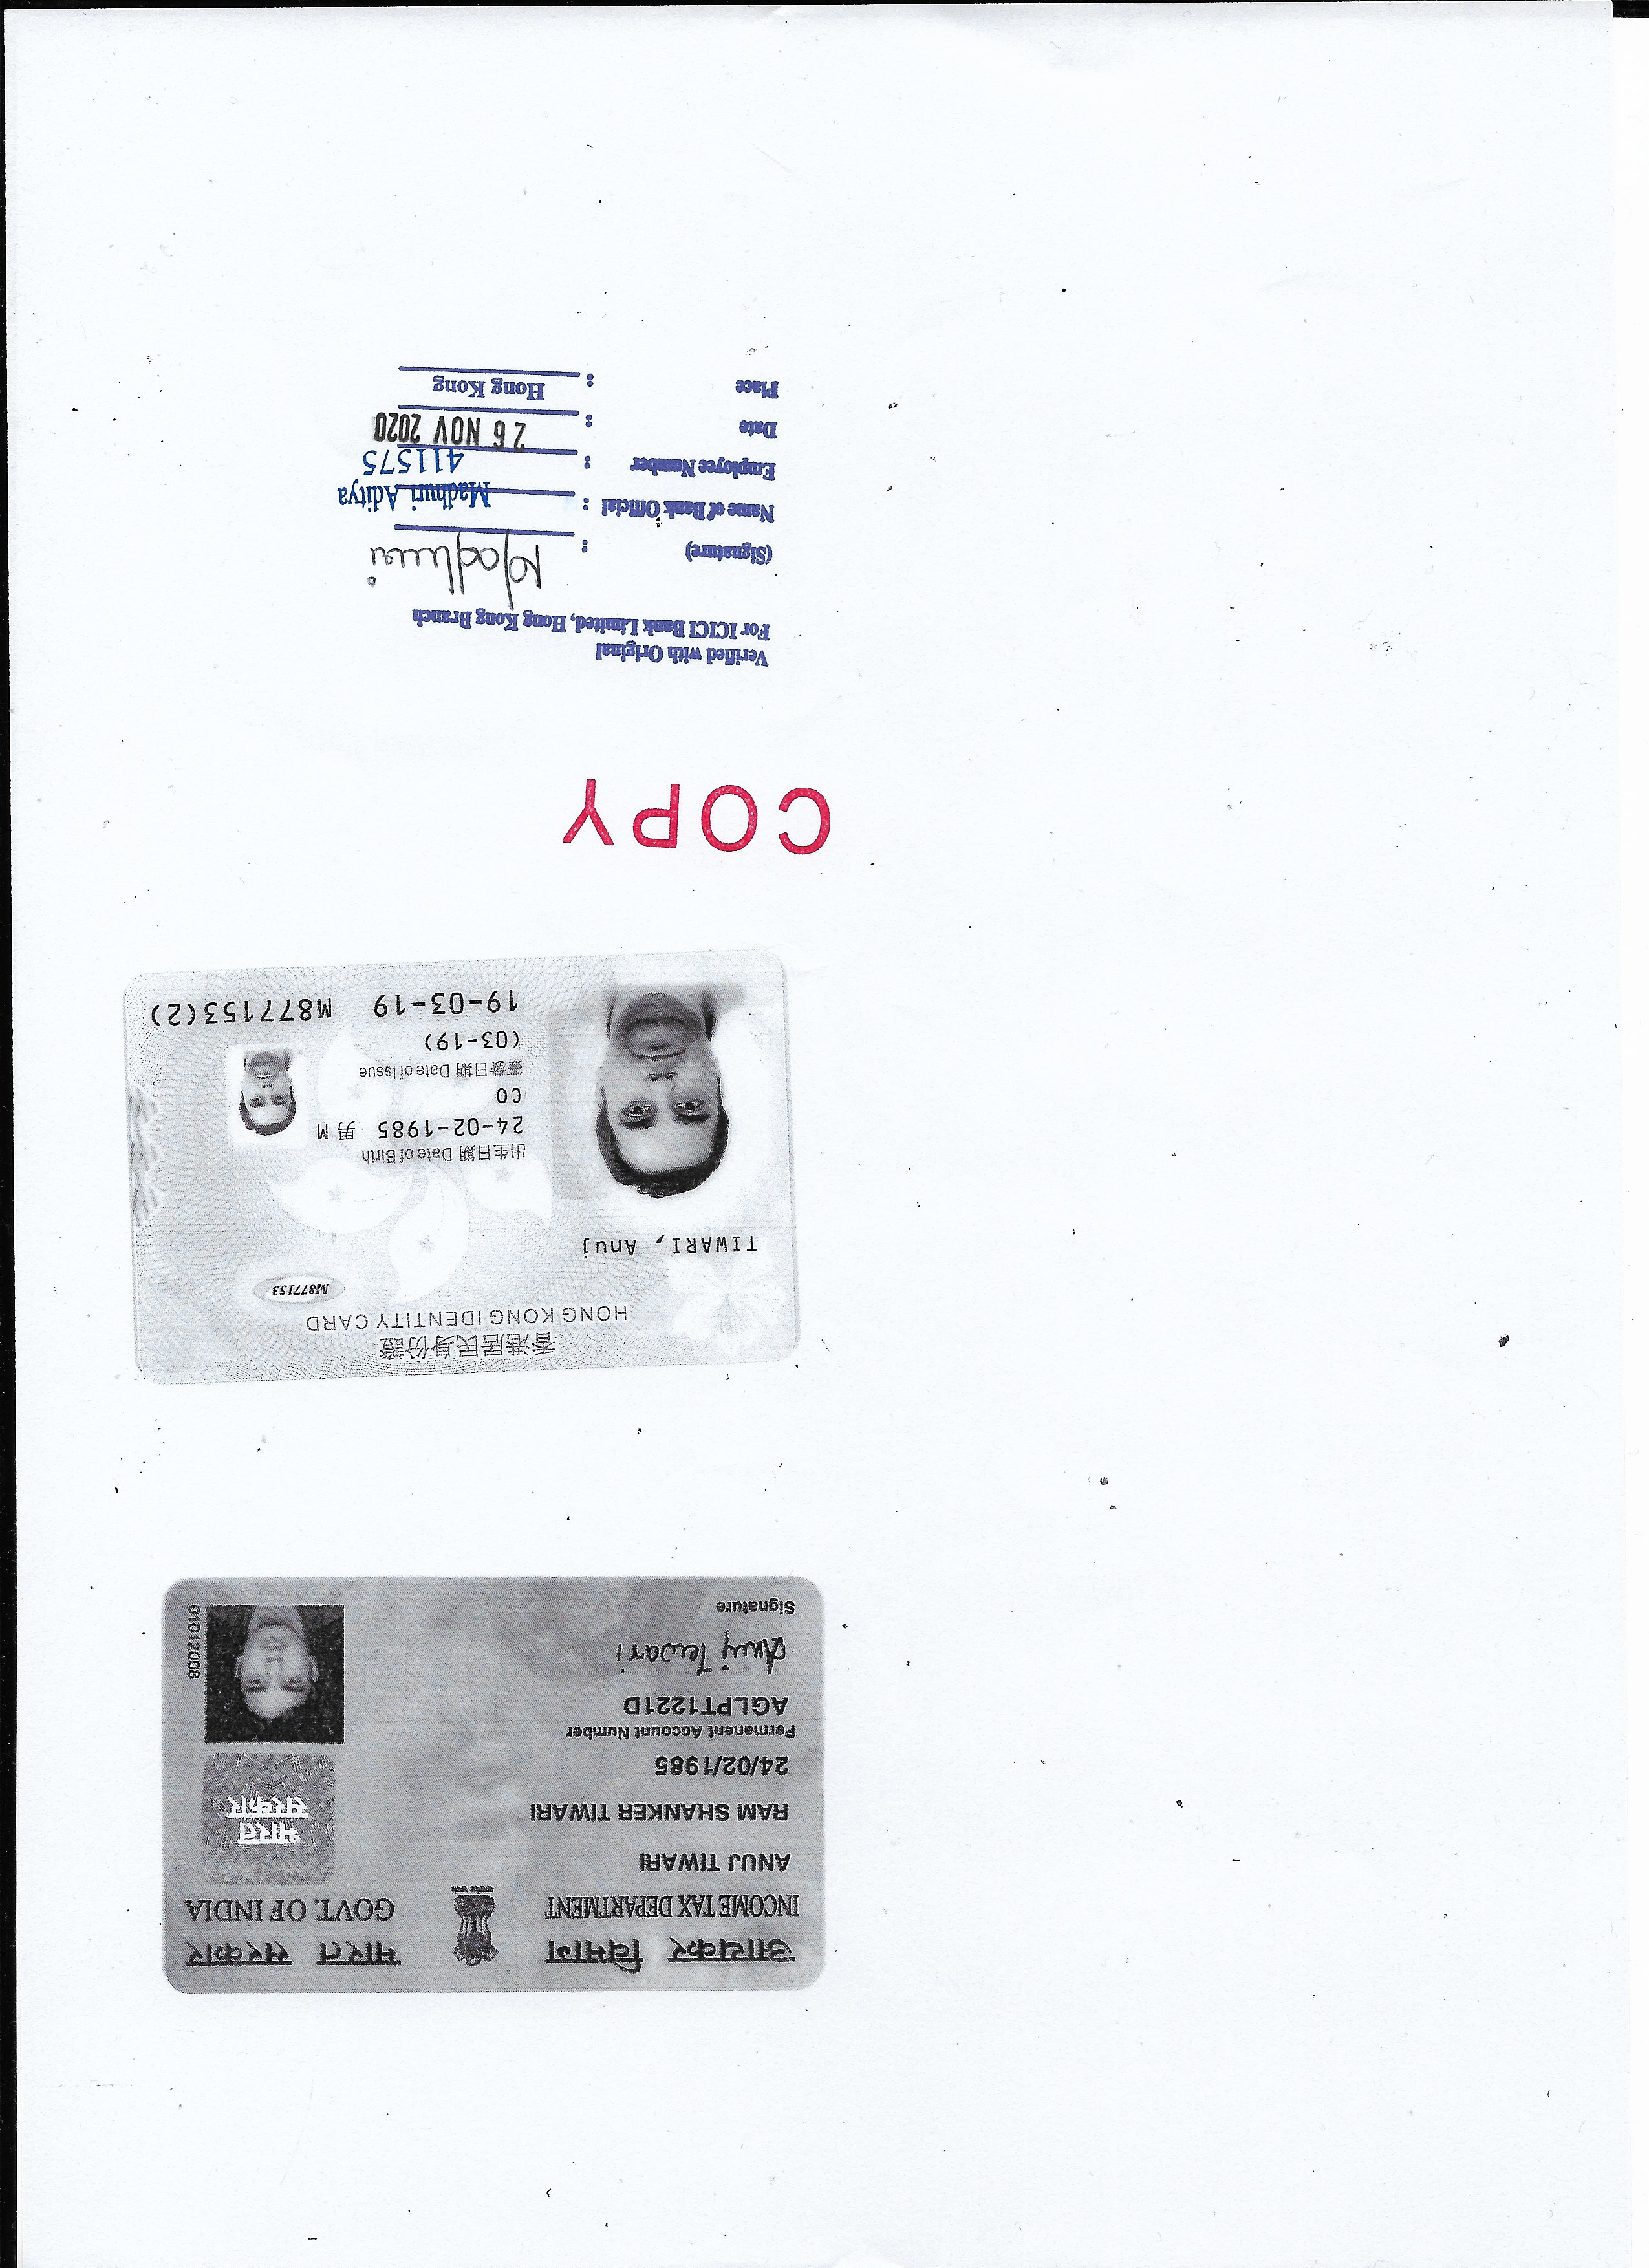 आयकर विभाग
भारत सरकार
INCOME TAX DEPARTMENT
GOVT. OF INDIA
ANUJ TIWARI
RAM SHANKER TIWARI
भारत
सरकार
24/02/1985
Permanent Account Number
AGLPT1221D
Anuj Tewari
Signature
01012008
香港居民身份證
HONG KONG IDENTITY CARD
M877153
TIWARI, Anuj
出生日期 Date of Birth
24-02-1985 男 M
CO
簽發日期 Date of Issue
(03-19)
19-03-19 M877153(2)
COPY
Verified with Original
For ICICI Bank Limited, Hong Kong Branch
(Signature) : Madhuri
Name of Bank Official : Madhuri Aditya
Employee Number : 411575
Date : 26 NOV 2020
Place : Hong Kong